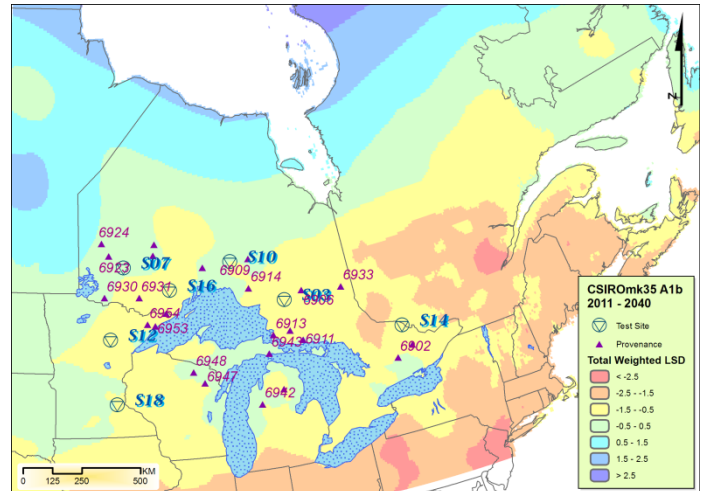 N
6924
S07
S10
6923
6909
6914
6933
6930
6931
S16
S03
6906
6964
6953
6913
S14
S12
6943
6911
6902
6948
6947
6942
S18
CSIROmk35 A1b
2011 - 2040
Test Site
Provenance
Total Weighted LSD
< -2.5
-2.5 - -1.5
-1.5 - -0.5
-0.5 - 0.5
0.5 - 1.5
1.5 - 2.5
> 2.5
KM
0 125 250 500